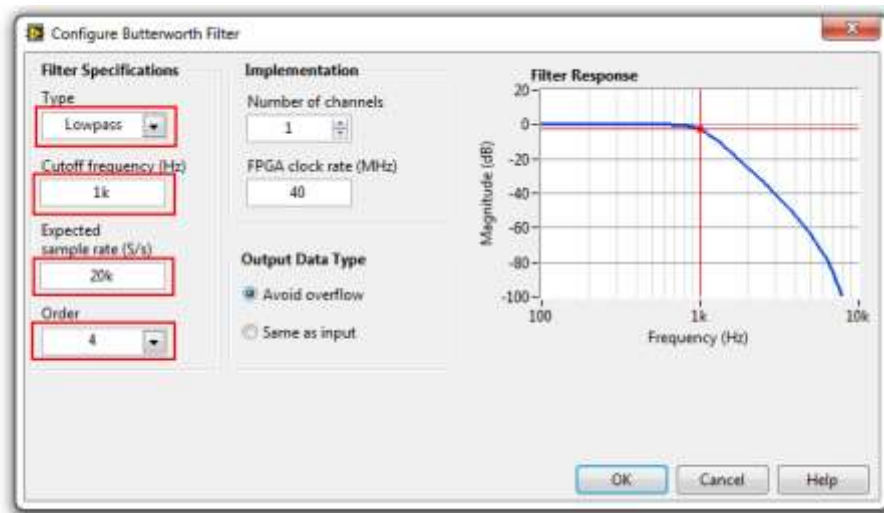 Configure Butterworth Filter
Filter Specifications
Type
Lowpass
Cutoff frequency (Hz)
1k
Expected
sample rate (S/s)
20k
Order
4
Implementation
Number of channels
1
FPGA clock rate (MHz)
40
Output Data Type
Avoid overflow
Same as input
Filter Response
Magnitude (dB)
20
0
-20
-40
-60
-80
-100
100
1k
10k
Frequency (Hz)
OK
Cancel
Help